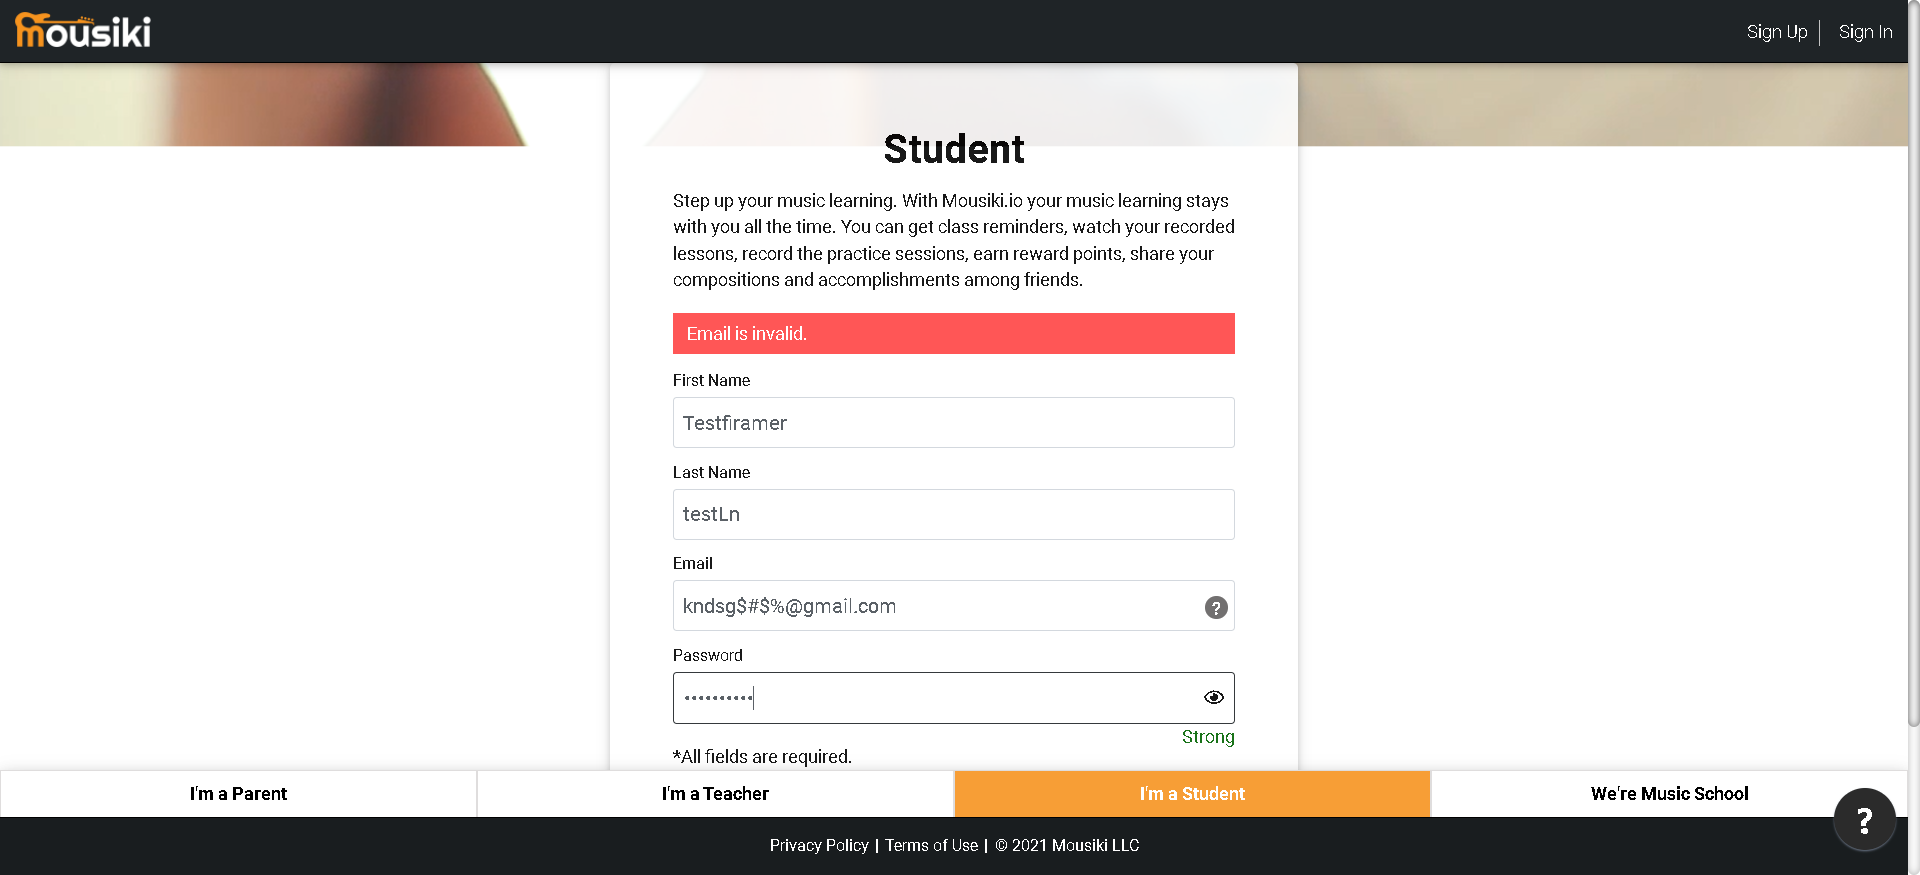 mousiki
Sign Up | Sign In
Student
Step up your music learning. With Mousiki.io your music learning stays
with you all the time. You can get class reminders, watch your recorded
lessons, record the practice sessions, earn reward points, share your
compositions and accomplishments among friends.
Email is invalid.
First Name
Testfiramer
Last Name
testLn
Email
kndsg$#$%@gmail.com
?
Password
••••••••••
Strong
*All fields are required.
I'm a Parent
I'm a Teacher
I'm a Student
We're Music School
?
Privacy Policy | Terms of Use | © 2021 Mousiki LLC